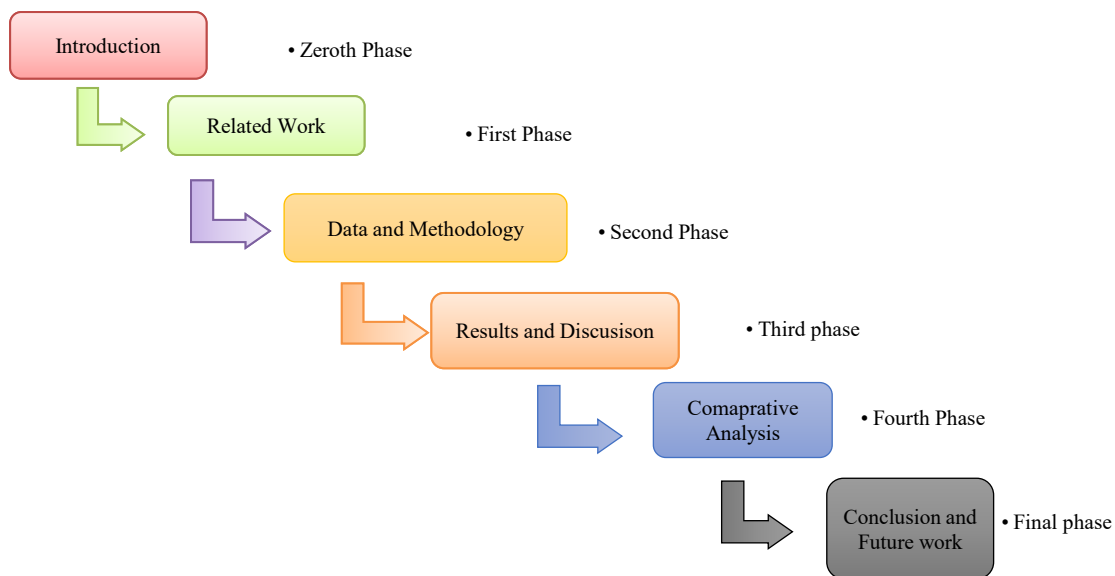 Introduction
• Zeroth Phase
Related Work
• First Phase
Data and Methodology
• Second Phase
Results and Discusison
• Third phase
Comaprative
Analysis
• Fourth Phase
Conclusion and
Future work
• Final phase